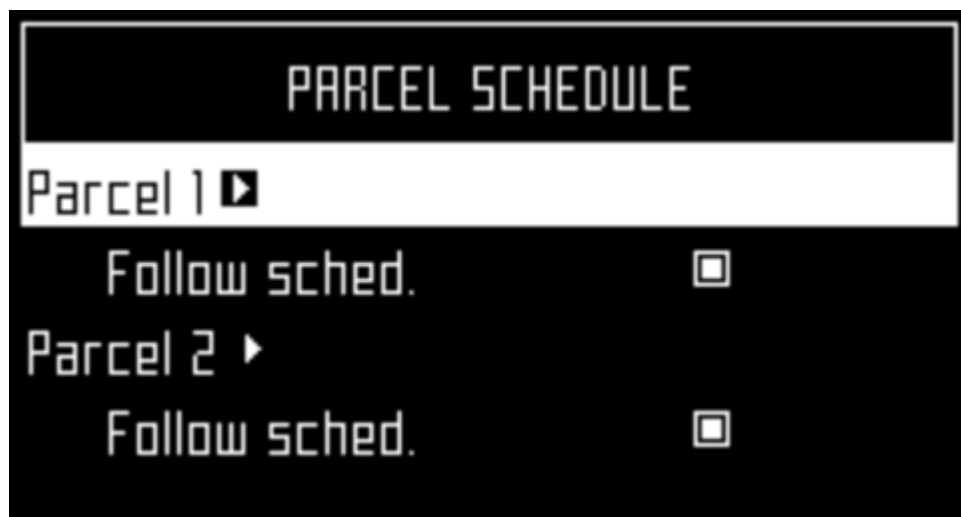 PARCEL SCHEDULE
Parcel 1
Follow sched.
Parcel 2
Follow sched.